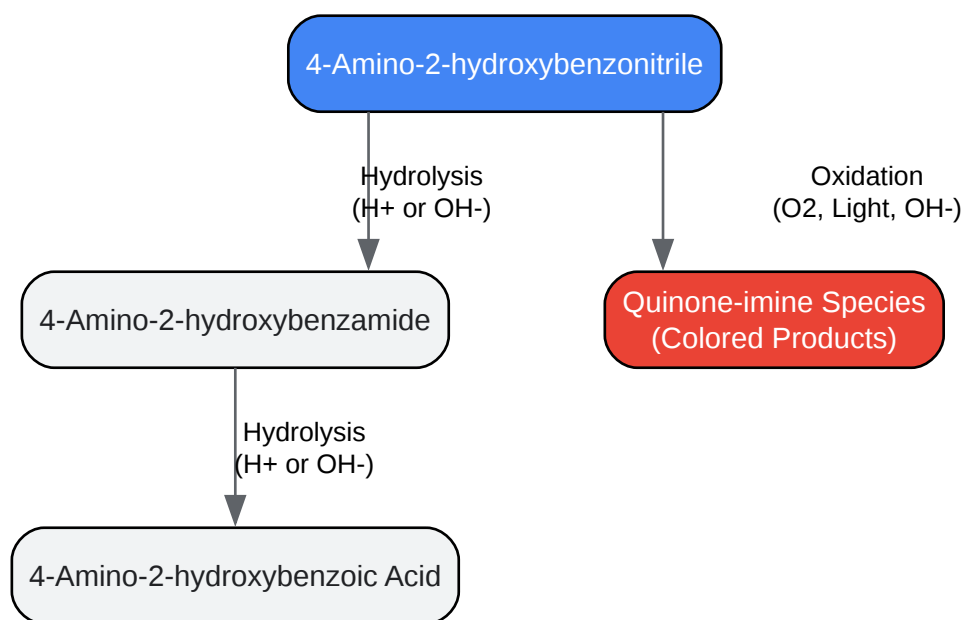 4-Amino-2-hydroxybenzonitrile
Hydrolysis
(H+ or OH-)
Oxidation
(O2, Light, OH-)
4-Amino-2-hydroxybenzamide
Quinone-imine Species
(Colored Products)
Hydrolysis
(H+ or OH-)
4-Amino-2-hydroxybenzoic Acid